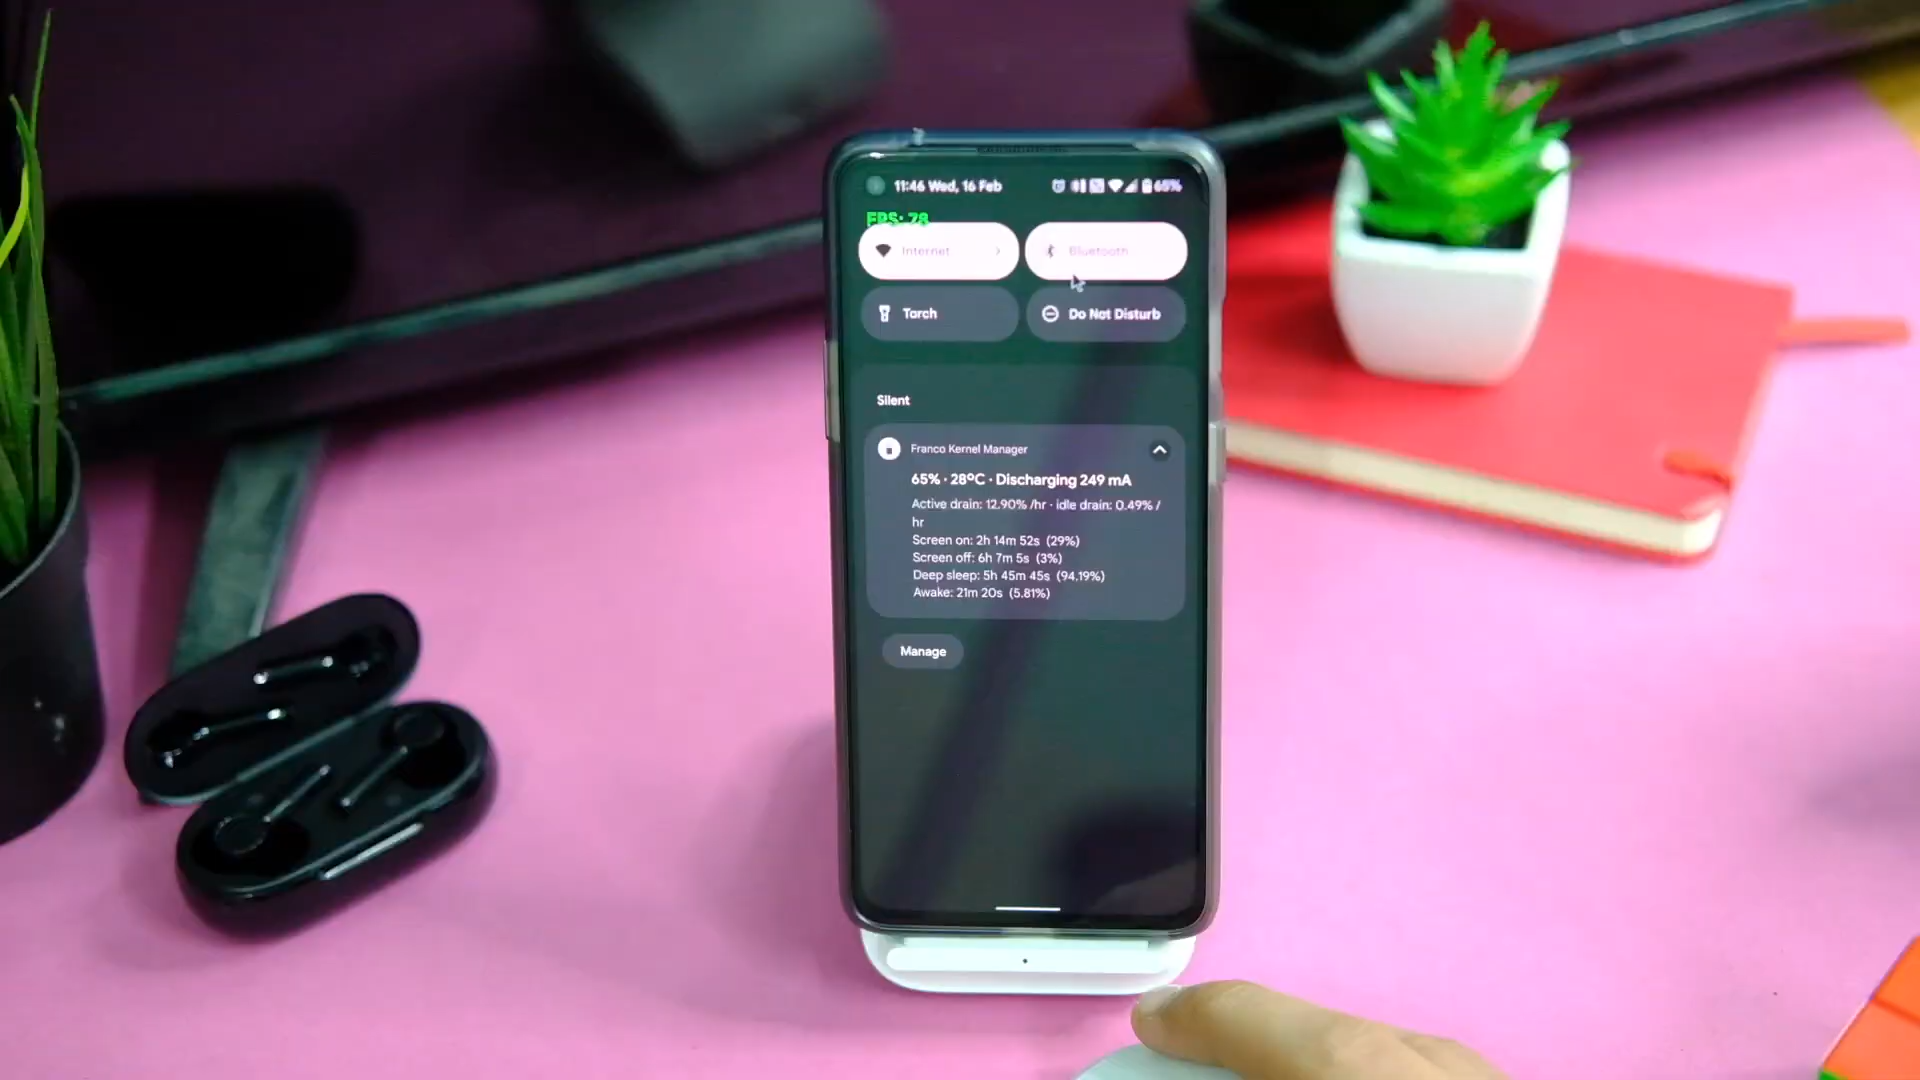 11:46 Wed, 16 Feb 65%
FPS: 78
Internet Bluetooth
Torch Do Not Disturb
Silent
Franco Kernel Manager
65% · 28ºC · Discharging 249 mA
Active drain: 12.90% /hr · idle drain: 0.49% /
hr
Screen on: 2h 14m 52s (29%)
Screen off: 6h 7m 5s (3%)
Deep sleep: 5h 45m 45s (94.19%)
Awake: 21m 20s (5.81%)
Manage